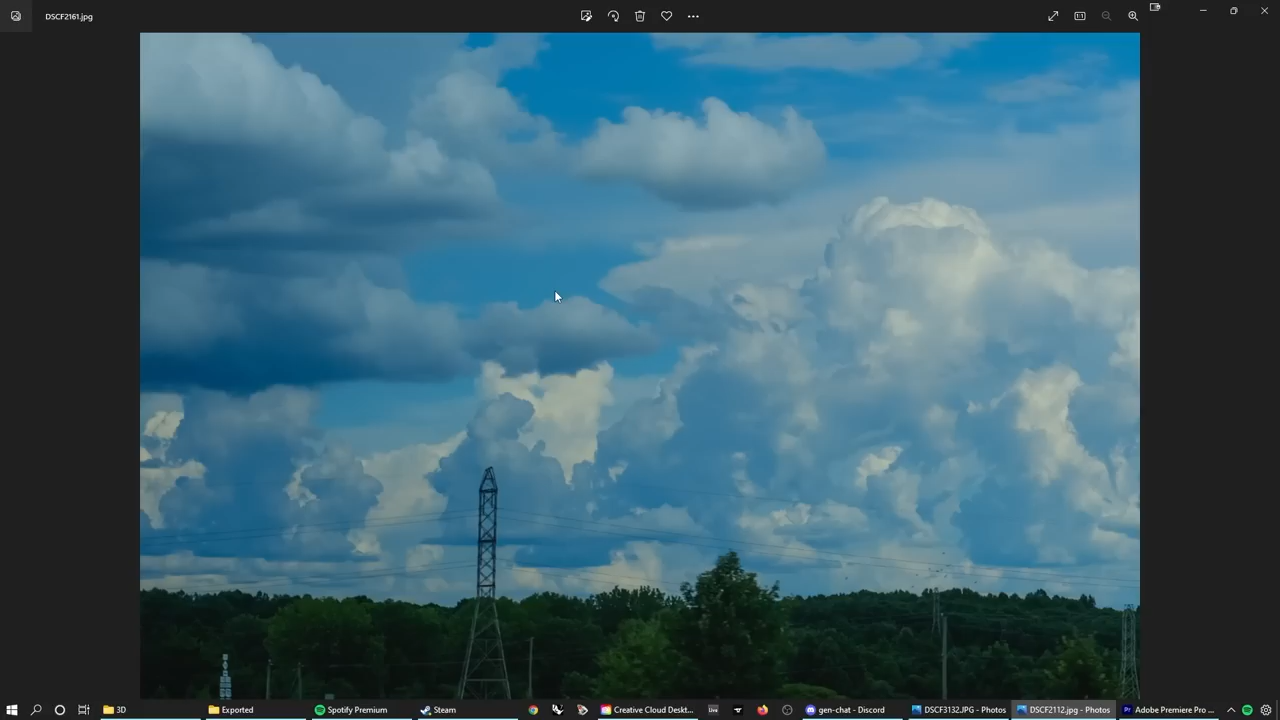 DSCF2161.jpg
3D
Exported
Spotify Premium
Steam
Creative Cloud Deskt...
gen-chat - Discord
DSCF3132.JPG - Photos
DSCF2112.jpg - Photos
Adobe Premiere Pro ...